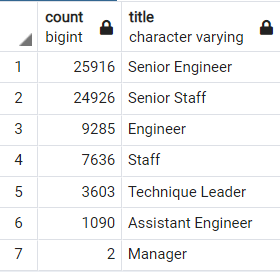 count title
bigint character varying
1 25916 Senior Engineer
2 24926 Senior Staff
3 9285 Engineer
4 7636 Staff
5 3603 Technique Leader
6 1090 Assistant Engineer
7 2 Manager